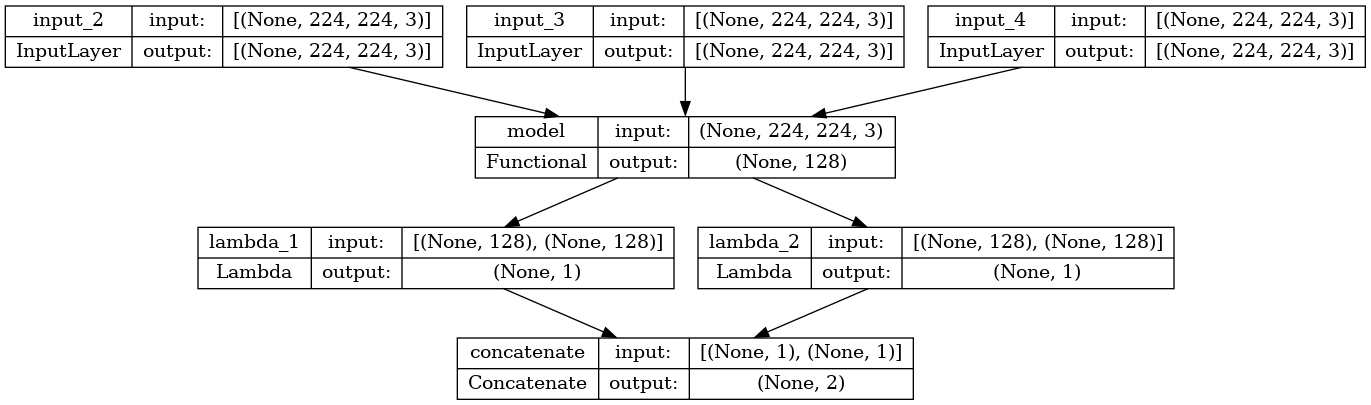 input_2 input: [(None, 224, 224, 3)]
InputLayer output: [(None, 224, 224, 3)]
input_3 input: [(None, 224, 224, 3)]
InputLayer output: [(None, 224, 224, 3)]
input_4 input: [(None, 224, 224, 3)]
InputLayer output: [(None, 224, 224, 3)]
model input: (None, 224, 224, 3)
Functional output: (None, 128)
lambda_1 input: [(None, 128), (None, 128)]
Lambda output: (None, 1)
lambda_2 input: [(None, 128), (None, 128)]
Lambda output: (None, 1)
concatenate input: [(None, 1), (None, 1)]
Concatenate output: (None, 2)